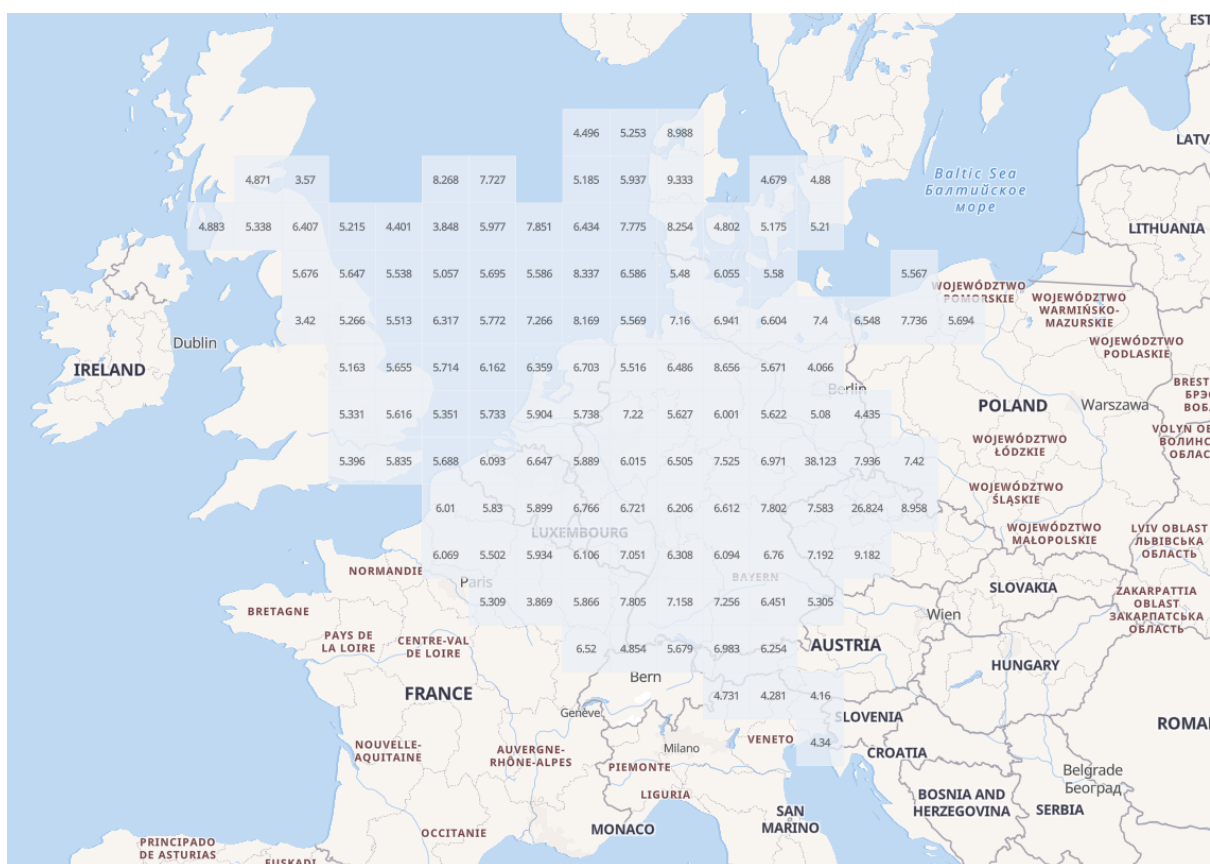 EST
4.496 5.253 8.988
LATV
4.871 3.57 8.268 7.727 5.185 5.937 9.333 4.679 4.88
Baltic Sea
Балтийское
море
4.883 5.338 6.407 5.215 4.401 3.848 5.977 7.851 6.434 7.775 8.254 4.802 5.175 5.21
LITHUANIA
5.676 5.647 5.538 5.057 5.695 5.586 8.337 6.586 5.48 6.055 5.58 5.567
WOJEWÓDZTWO
POMORSKIE
WOJEWÓDZTWO
WARMIŃSKO-
MAZURSKIE
3.42 5.266 5.513 6.317 5.772 7.266 8.169 5.569 7.16 6.941 6.604 7.4 6.548 7.736 5.694
Dublin
WOJEWÓDZTWO
PODLASKIE
IRELAND
5.163 5.655 5.714 6.162 6.359 6.703 5.516 6.486 8.656 5.671 4.066
Berlin
BREST
БРЭС
ВОБЛ
POLAND
Warszawa
5.331 5.616 5.351 5.733 5.904 5.738 7.22 5.627 6.001 5.622 5.08 4.435
VOLYN OB
ВОЛИНС
ОБЛАС
WOJEWÓDZTWO
ŁÓDZKIE
5.396 5.835 5.688 6.093 6.647 5.889 6.015 6.505 7.525 6.971 38.123 7.936 7.42
WOJEWÓDZTWO
ŚLĄSKIE
6.01 5.83 5.899 6.766 6.721 6.206 6.612 7.802 7.583 26.824 8.958
LUXEMBOURG
WOJEWÓDZTWO
MAŁOPOLSKIE
LVIV OBLAST
ЛЬВІВСЬКА
ОБЛАСТЬ
6.069 5.502 5.934 6.106 7.051 6.308 6.094 6.76 7.192 9.182
NORMANDIE
Paris
BAYERN
SLOVAKIA
ZAKARPATTIA
OBLAST
ЗАКАРПАТСЬКА
ОБЛАСТЬ
BRETAGNE
5.309 3.869 5.866 7.805 7.158 7.256 6.451 5.305
Wien
PAYS DE
LA LOIRE
CENTRE-VAL
DE LOIRE
6.52 4.854 5.679 6.983 6.254
AUSTRIA
HUNGARY
Bern
FRANCE
4.731 4.281 4.16
Genève
SLOVENIA
ROMA
NOUVELLE-
AQUITAINE
AUVERGNE-
RHÔNE-ALPES
Milano
VENETO
4.34
CROATIA
PIEMONTE
Belgrade
Београд
LIGURIA
BOSNIA AND
HERZEGOVINA
SERBIA
SAN
MARINO
MONACO
OCCITANIE
PRINCIPADO
DE ASTURIAS
EUSKADI